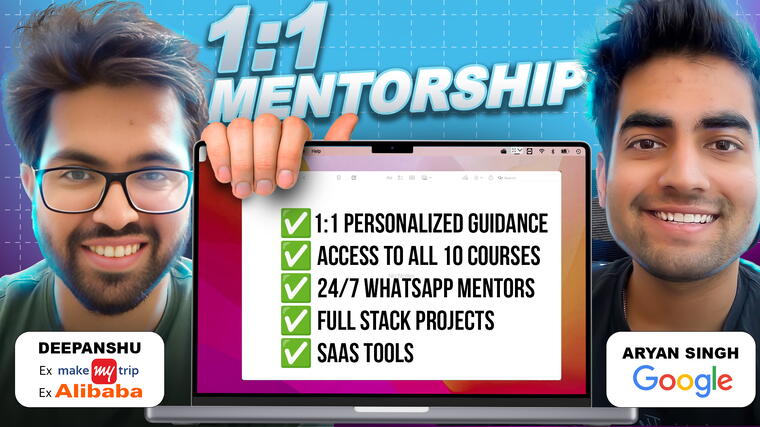 1:1
MENTORSHIP
Help
✅ 1:1 PERSONALIZED GUIDANCE
✅ ACCESS TO ALL 10 COURSES
✅ 24/7 WHATSAPP MENTORS
✅ FULL STACK PROJECTS
✅ SAAS TOOLS
DEEPANSHU
Ex make my trip
Ex Alibaba
ARYAN SINGH
Google